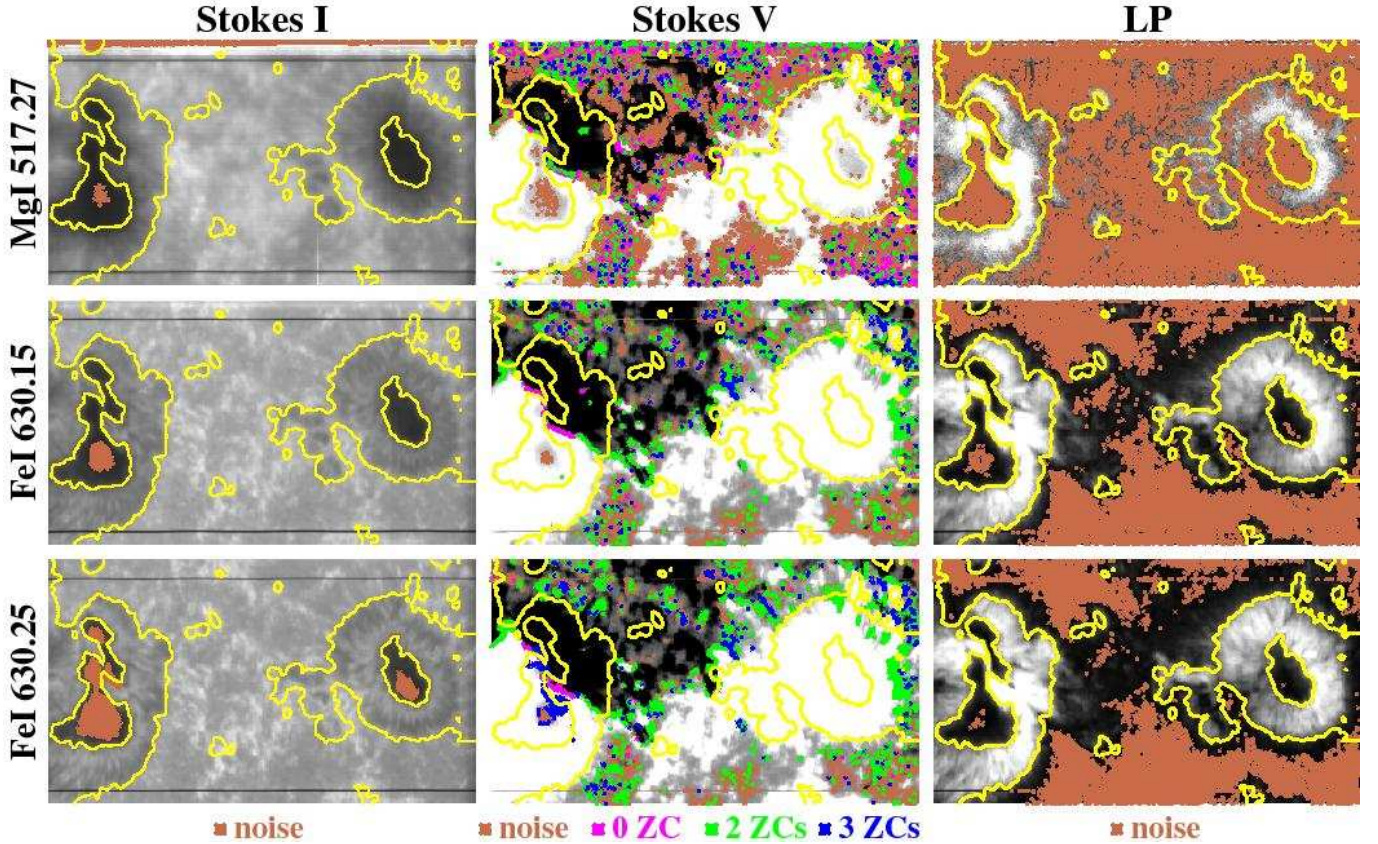 Stokes I Stokes V LP
MgI 517.27
FeI 630.15
FeI 630.25
noise noise 0 ZC 2 ZCs 3 ZCs noise